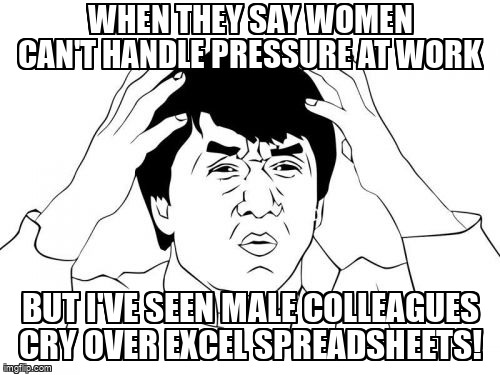 WHEN THEY SAY WOMEN
CAN'T HANDLE PRESSURE AT WORK
BUT I'VE SEEN MALE COLLEAGUES
CRY OVER EXCEL SPREADSHEETS!
imgflip.com